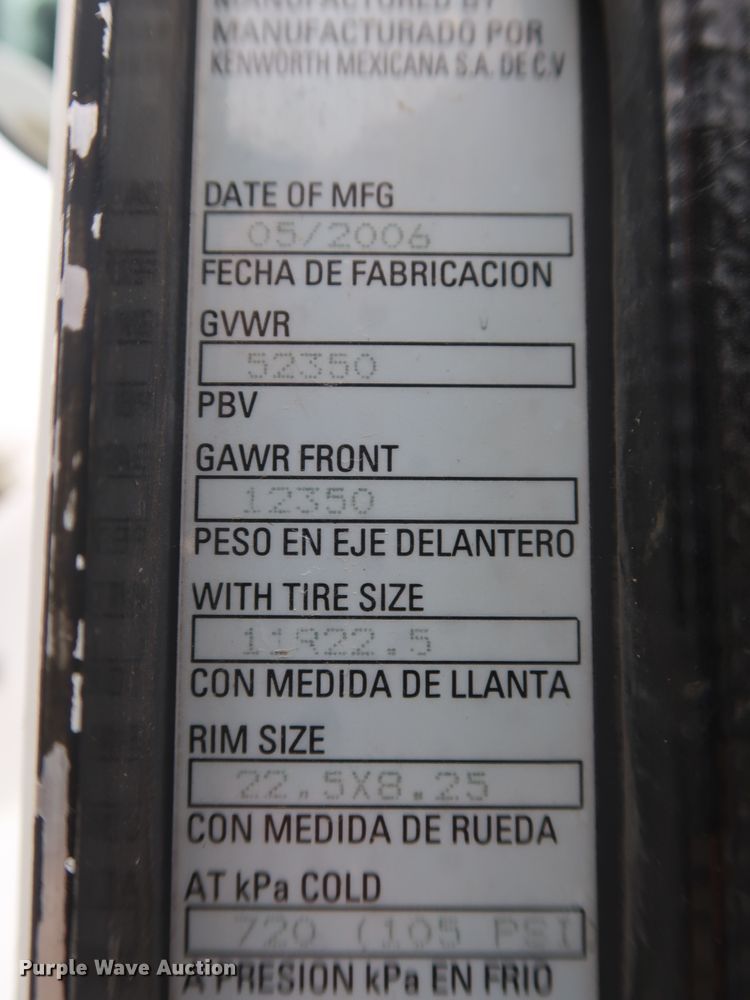 MANUFACTURED BY
MANUFACTURADO POR
KENWORTH MEXICANA S.A. DE C.V
DATE OF MFG
05/2006
FECHA DE FABRICACION
GVWR
52350
PBV
GAWR FRONT
12350
PESO EN EJE DELANTERO
WITH TIRE SIZE
11R22.5
CON MEDIDA DE LLANTA
RIM SIZE
22.5X8.25
CON MEDIDA DE RUEDA
AT kPa COLD
720 (105 PSI)
A PRESION kPa EN FRIO
Purple Wave Auction